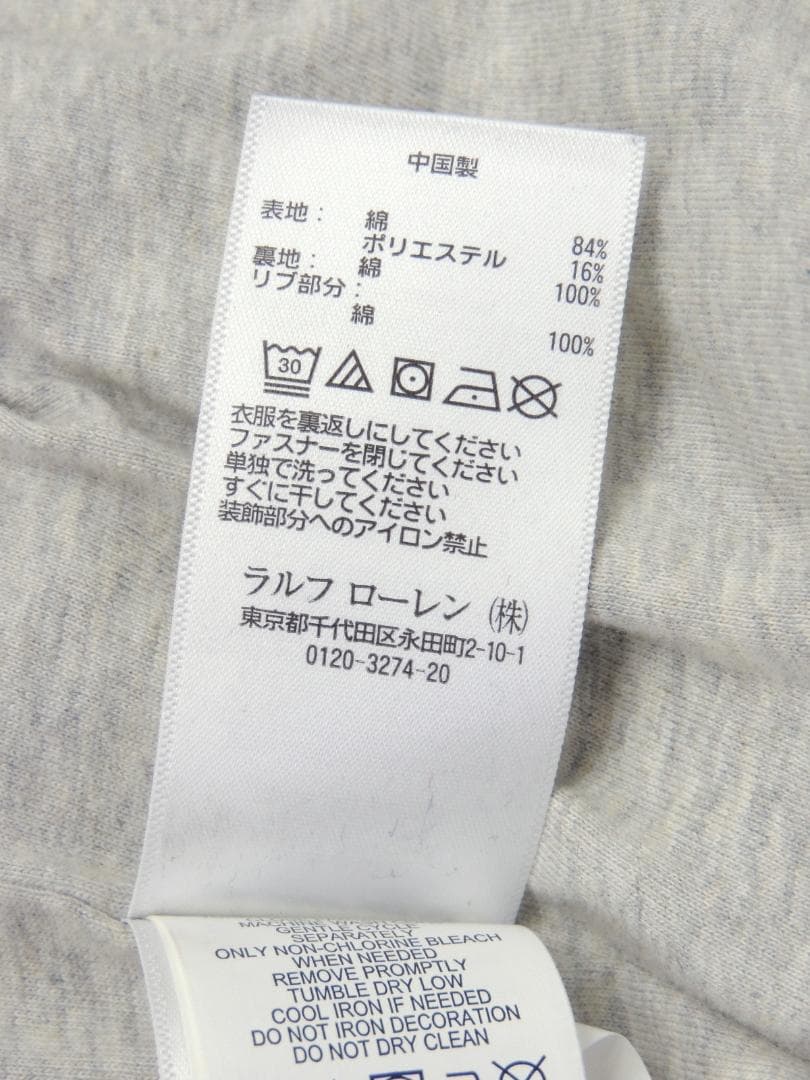 中国製
表地： 綿 84%
ポリエステル 16%
裏地： 綿 100%
リブ部分：
綿 100%
30
衣服を裏返しにしてください
ファスナーを閉じてください
単独で洗ってください
すぐに干してください
装飾部分へのアイロン禁止
ラルフ ローレン ㈱
東京都千代田区永田町2-10-1
0120-3274-20
GENTLE CYCLE
SEPARATELY
ONLY NON-CHLORINE BLEACH
WHEN NEEDED
REMOVE PROMPTLY
TUMBLE DRY LOW
COOL IRON IF NEEDED
DO NOT IRON DECORATION
DO NOT DRY CLEAN